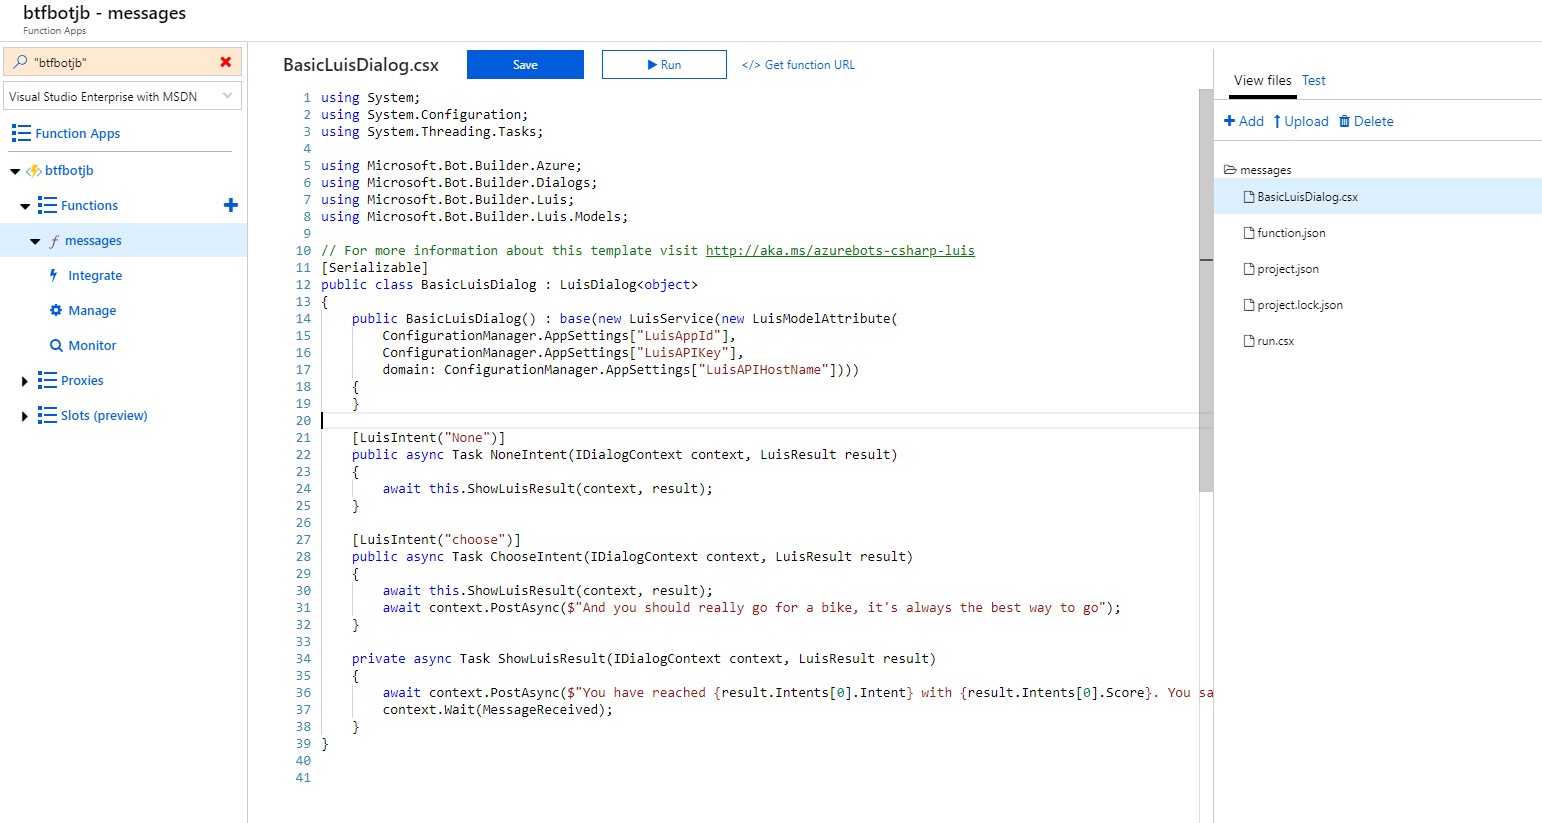 btfbotjb - messages
Function Apps
"btfbotjb"
Visual Studio Enterprise with MSDN
Function Apps
btfbotjb
Functions
messages
Integrate
Manage
Monitor
Proxies
Slots (preview)
BasicLuisDialog.csx
Save
Run
</> Get function URL
1 using System;
2 using System.Configuration;
3 using System.Threading.Tasks;
4
5 using Microsoft.Bot.Builder.Azure;
6 using Microsoft.Bot.Builder.Dialogs;
7 using Microsoft.Bot.Builder.Luis;
8 using Microsoft.Bot.Builder.Luis.Models;
9
10 // For more information about this template visit http://aka.ms/azurebots-csharp-luis
11 [Serializable]
12 public class BasicLuisDialog : LuisDialog<object>
13 {
14     public BasicLuisDialog() : base(new LuisService(new LuisModelAttribute(
15         ConfigurationManager.AppSettings["LuisAppId"],
16         ConfigurationManager.AppSettings["LuisAPIKey"],
17         domain: ConfigurationManager.AppSettings["LuisAPIHostName"])))
18     {
19     }
20
21     [LuisIntent("None")]
22     public async Task NoneIntent(IDialogContext context, LuisResult result)
23     {
24         await this.ShowLuisResult(context, result);
25     }
26
27     [LuisIntent("choose")]
28     public async Task ChooseIntent(IDialogContext context, LuisResult result)
29     {
30         await this.ShowLuisResult(context, result);
31         await context.PostAsync($"And you should really go for a bike, it's always the best way to go");
32     }
33
34     private async Task ShowLuisResult(IDialogContext context, LuisResult result)
35     {
36         await context.PostAsync($"You have reached {result.Intents[0].Intent} with {result.Intents[0].Score}. You sa
37         context.Wait(MessageReceived);
38     }
39 }
40
41
View files Test
Add Upload Delete
messages
BasicLuisDialog.csx
function.json
project.json
project.lock.json
run.csx